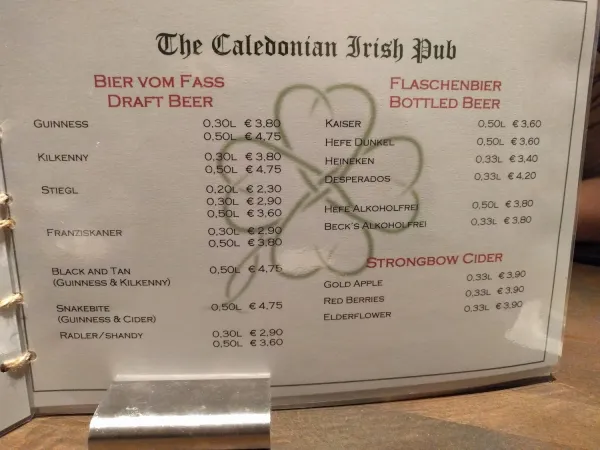 The Caledonian Irish Pub
BIER VOM FASS
DRAFT BEER
GUINNESS 0,30L € 3,80
0,50L € 4,75
KILKENNY 0,30L € 3,80
0,50L € 4,75
STIEGL 0,20L € 2,30
0,30L € 2,90
0,50L € 3,60
FRANZISKANER 0,30L € 2,90
0,50L € 3,80
BLACK AND TAN 0,50L € 4,75
(GUINNESS & KILKENNY)
SNAKEBITE 0,50L € 4,75
(GUINNESS & CIDER)
RADLER/SHANDY 0,30L € 2,90
0,50L € 3,60
FLASCHENBIER
BOTTLED BEER
KAISER 0,50L € 3,60
HEFE DUNKEL 0,50L € 3,60
HEINEKEN 0,33L € 3,40
DESPERADOS 0,33L € 4,20
HEFE ALKOHOLFREI 0,50L € 3,80
BECK'S ALKOHOLFREI 0,33L € 3,80
STRONGBOW CIDER
GOLD APPLE 0,33L € 3,90
RED BERRIES 0,33L € 3,90
ELDERFLOWER 0,33L € 3,90